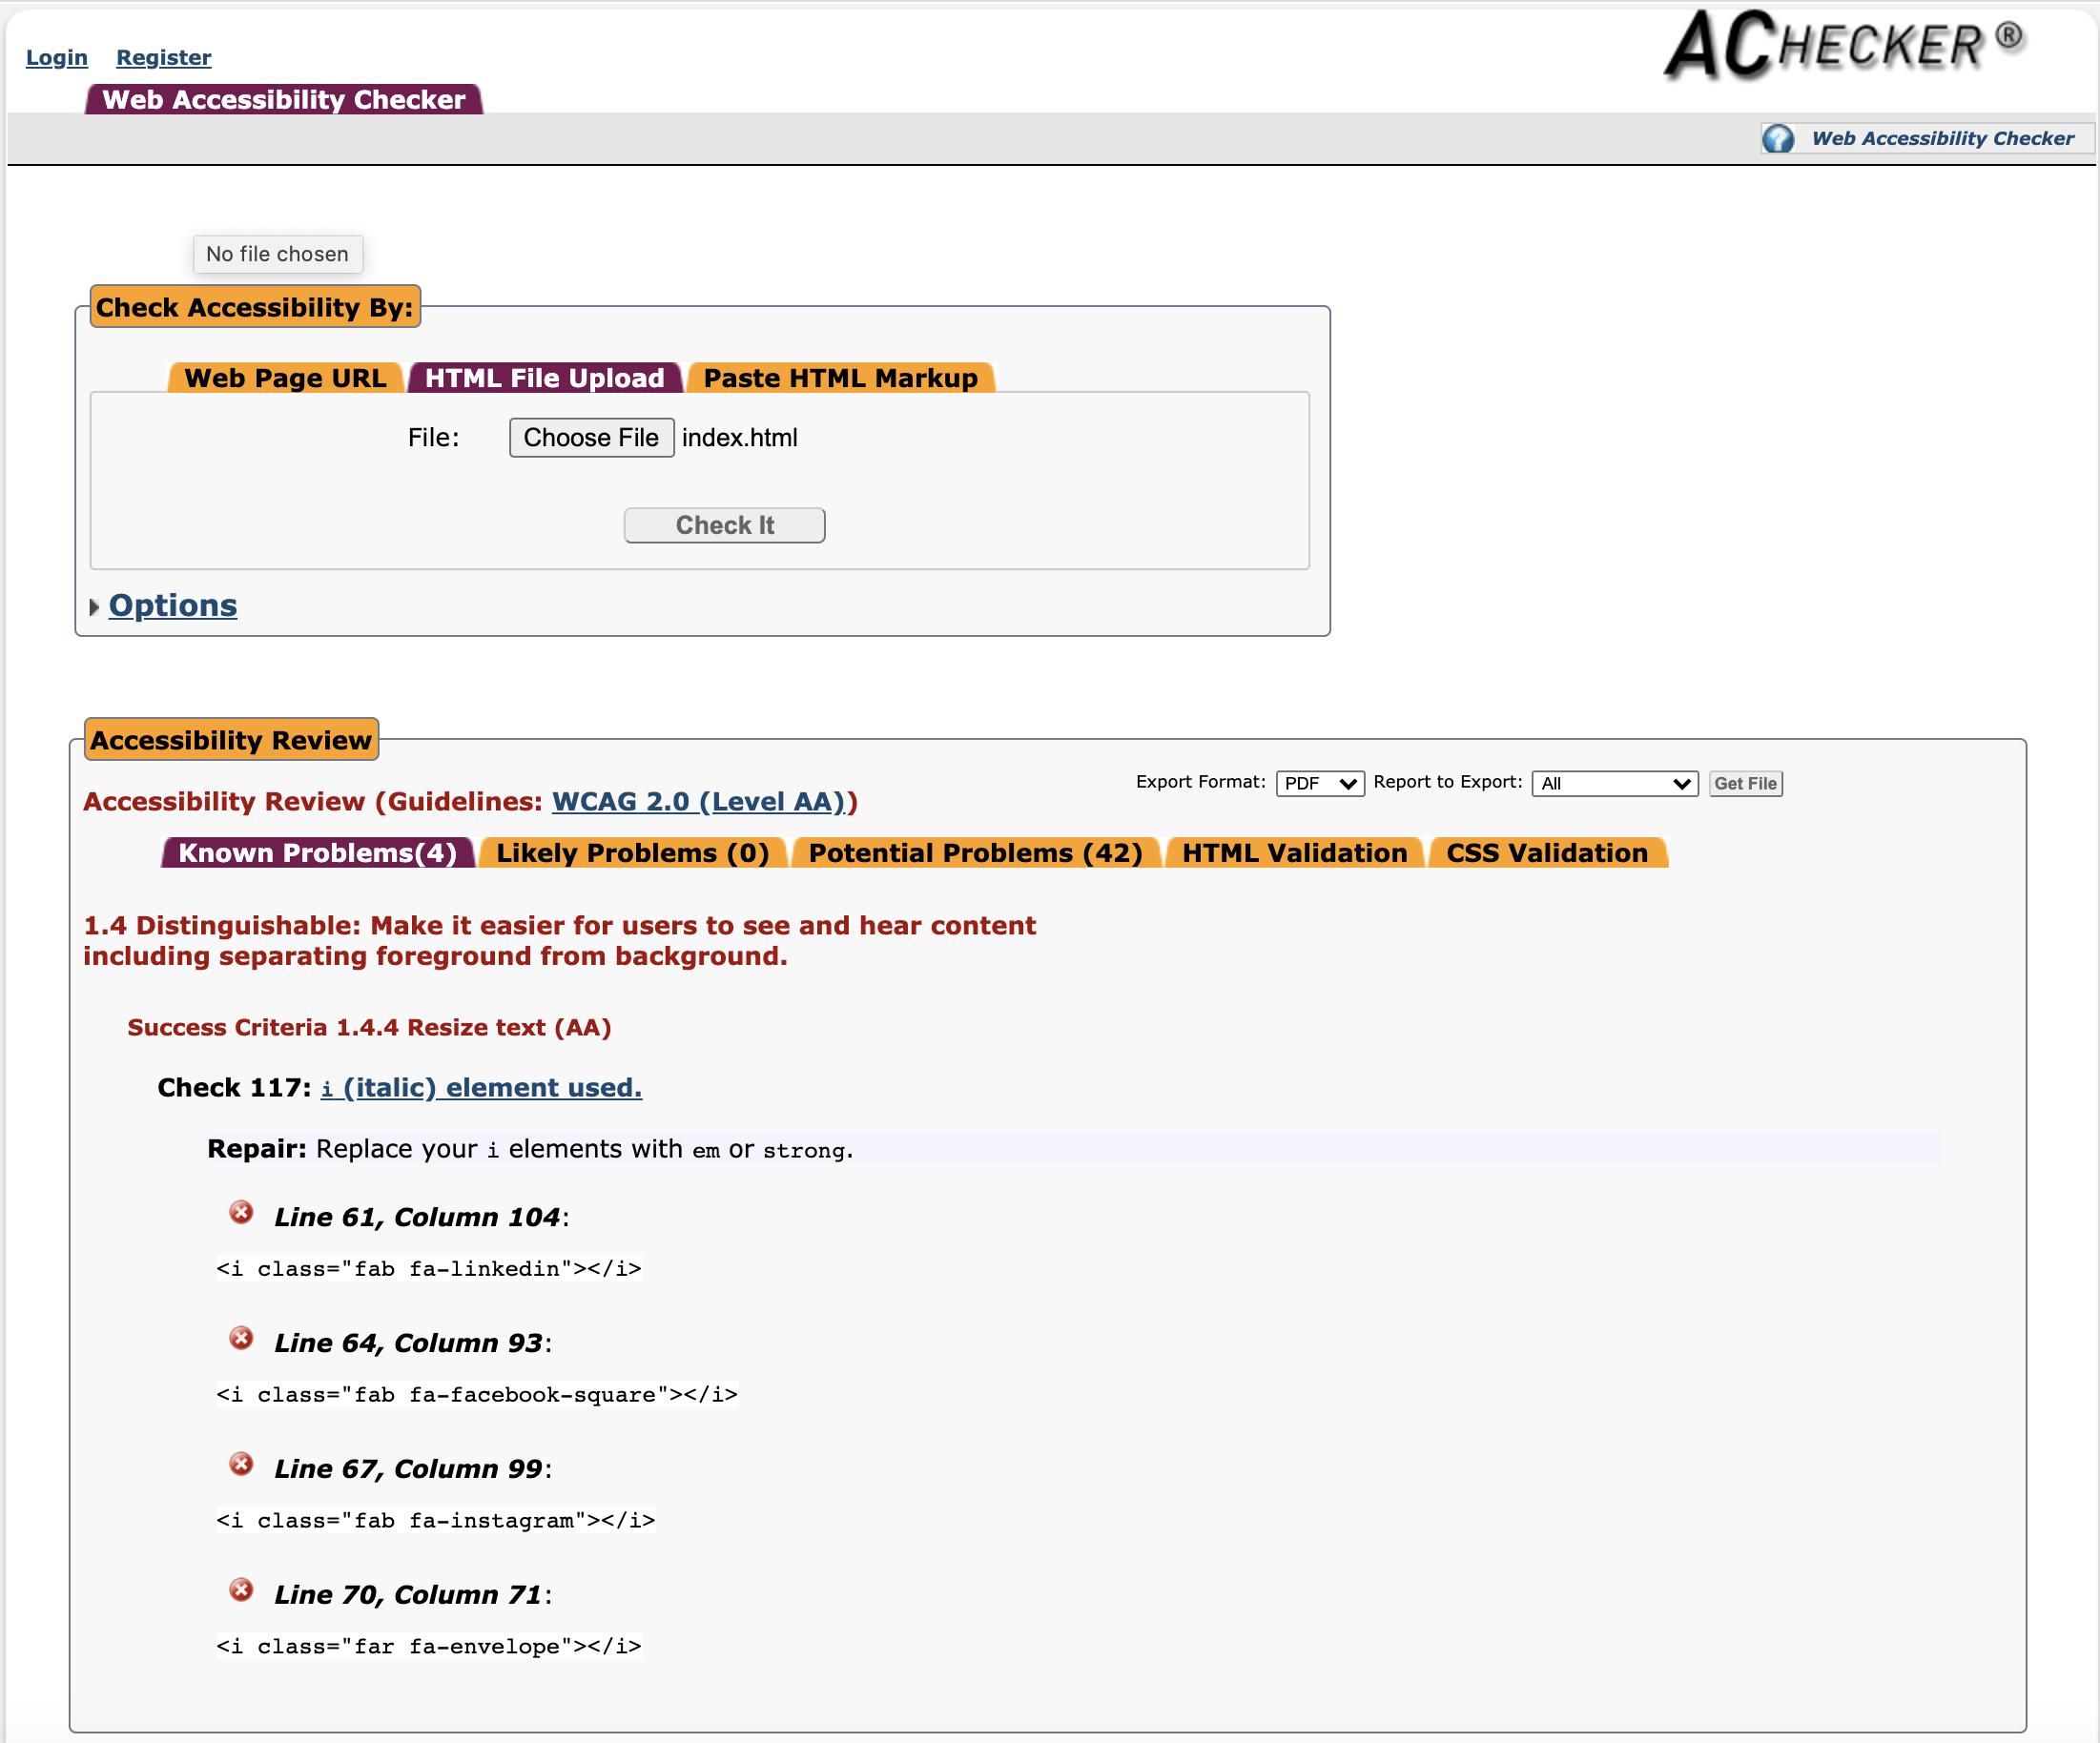 ACHECKER ®
Login Register
Web Accessibility Checker
Web Accessibility Checker
No file chosen
Check Accessibility By:
Web Page URL HTML File Upload Paste HTML Markup
File: Choose File index.html
Check It
Options
Accessibility Review
Export Format: PDF Report to Export: All Get File
Accessibility Review (Guidelines: WCAG 2.0 (Level AA))
Known Problems(4) Likely Problems (0) Potential Problems (42) HTML Validation CSS Validation
1.4 Distinguishable: Make it easier for users to see and hear content
including separating foreground from background.
Success Criteria 1.4.4 Resize text (AA)
Check 117: i (italic) element used.
Repair: Replace your i elements with em or strong.
Line 61, Column 104:
<i class="fab fa-linkedin"></i>
Line 64, Column 93:
<i class="fab fa-facebook-square"></i>
Line 67, Column 99:
<i class="fab fa-instagram"></i>
Line 70, Column 71:
<i class="far fa-envelope"></i>